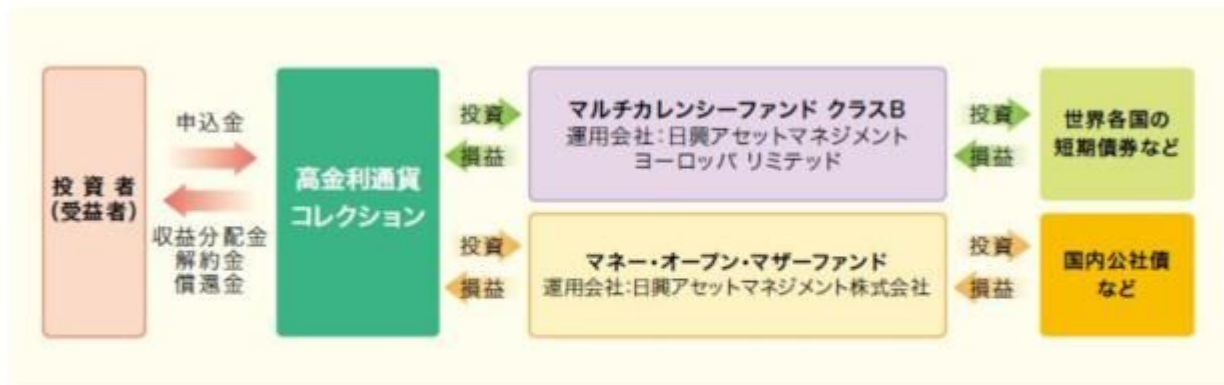 投資者
(受益者)
申込金
収益分配金
解約金
償還金
高金利通貨
コレクション
投資
損益
マルチカレンシーファンド クラスB
運用会社:日興アセットマネジメント
ヨーロッパ リミテッド
投資
損益
世界各国の
短期債券など
投資
損益
マネー・オープン・マザーファンド
運用会社:日興アセットマネジメント株式会社
投資
損益
国内公社債
など